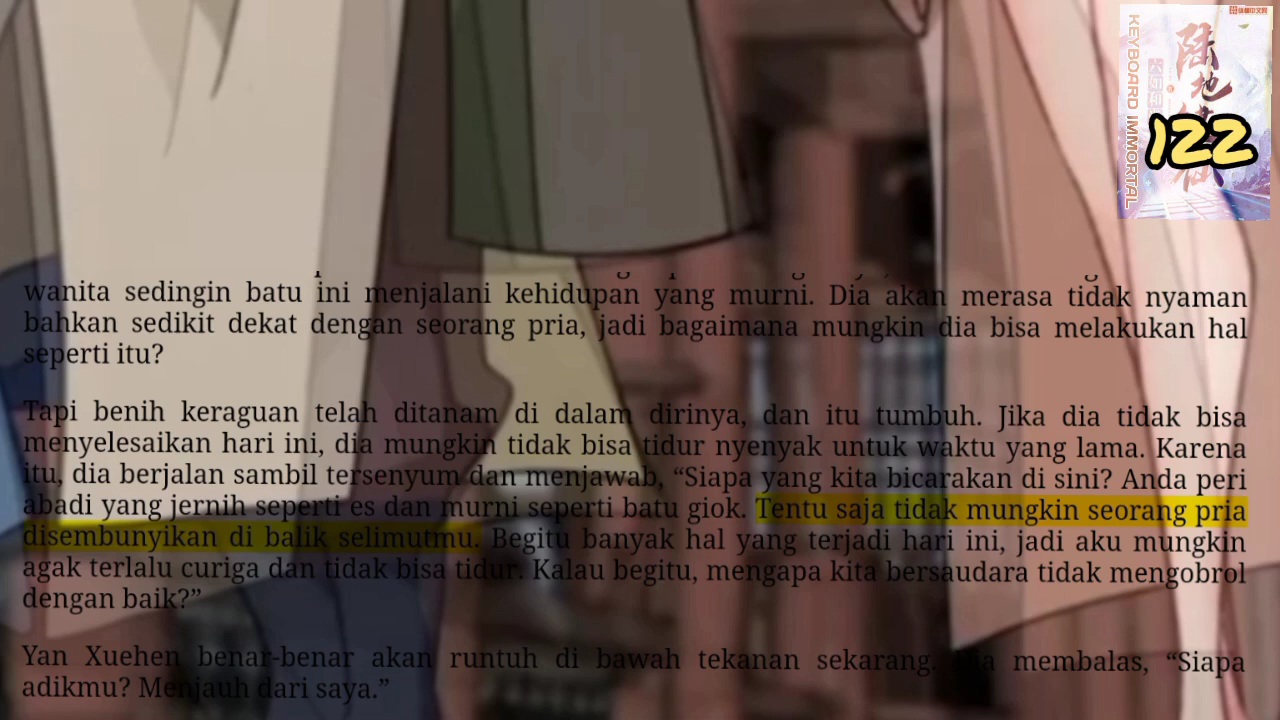 KEYBOARD IMMORTAL
122
wanita sedingin batu ini menjalani kehidupan yang murni. Dia akan merasa tidak nyaman
bahkan sedikit dekat dengan seorang pria, jadi bagaimana mungkin dia bisa melakukan hal
seperti itu?
Tapi benih keraguan telah ditanam di dalam dirinya, dan itu tumbuh. Jika dia tidak bisa
menyelesaikan hari ini, dia mungkin tidak bisa tidur nyenyak untuk waktu yang lama. Karena
itu, dia berjalan sambil tersenyum dan menjawab, “Siapa yang kita bicarakan di sini? Anda peri
abadi yang jernih seperti es dan murni seperti batu giok. Tentu saja tidak mungkin seorang pria
disembunyikan di balik selimutmu. Begitu banyak hal yang terjadi hari ini, jadi aku mungkin
agak terlalu curiga dan tidak bisa tidur. Kalau begitu, mengapa kita bersaudara tidak mengobrol
dengan baik?”
Yan Xuehen benar-benar akan runtuh di bawah tekanan sekarang. Dia membalas, “Siapa
adikmu? Menjauh dari saya.”